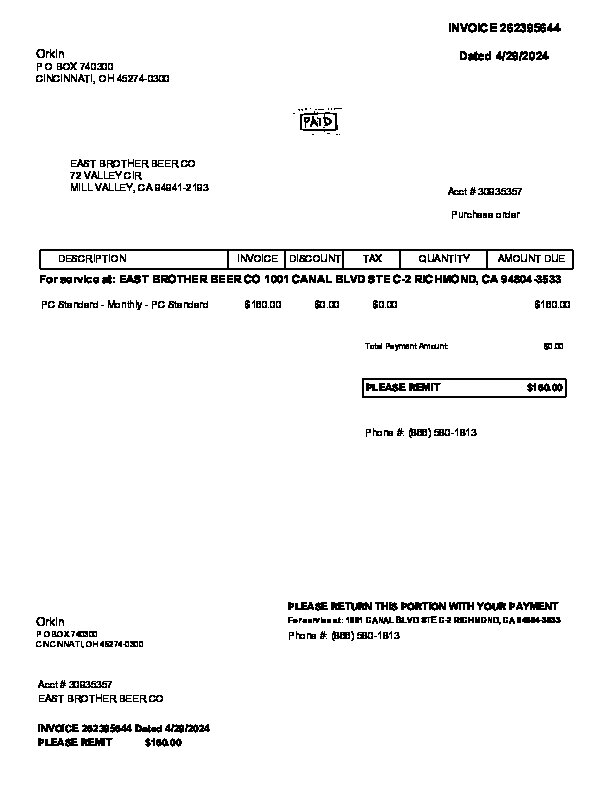 INVOICE 262395644
Orkin
Dated 4/29/2024
P O BOX 740300
CINCINNATI, OH 45274-0300
PAID
EAST BROTHER BEER CO
72 VALLEY CIR
MILL VALLEY, CA 94941-2193
Acct # 30935357
Purchase order
DESCRIPTION INVOICE DISCOUNT TAX QUANTITY AMOUNT DUE
For service at: EAST BROTHER BEER CO 1001 CANAL BLVD STE C-2 RICHMOND, CA 94804-3533
PC Standard - Monthly - PC Standard $160.00 $0.00 $0.00 $160.00
Total Payment Amount: $0.00
PLEASE REMIT $160.00
Phone #: (866) 580-1813
PLEASE RETURN THIS PORTION WITH YOUR PAYMENT
Orkin
For service at: 1001 CANAL BLVD STE C-2 RICHMOND, CA 94804-3533
P O BOX 740300
Phone #: (866) 580-1813
CINCINNATI, OH 45274-0300
Acct # 30935357
EAST BROTHER BEER CO
INVOICE 262395644 Dated 4/29/2024
PLEASE REMIT $160.00